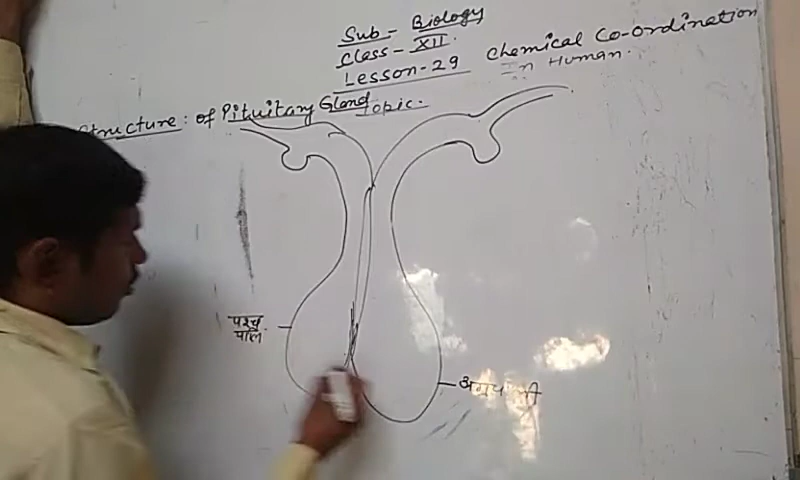 Sub- Biology
Class- XII.
Lesson-29 Chemical Co-ordination
In Human.
Structure: of Pituitary Gland Topic.
पश्च
पालि